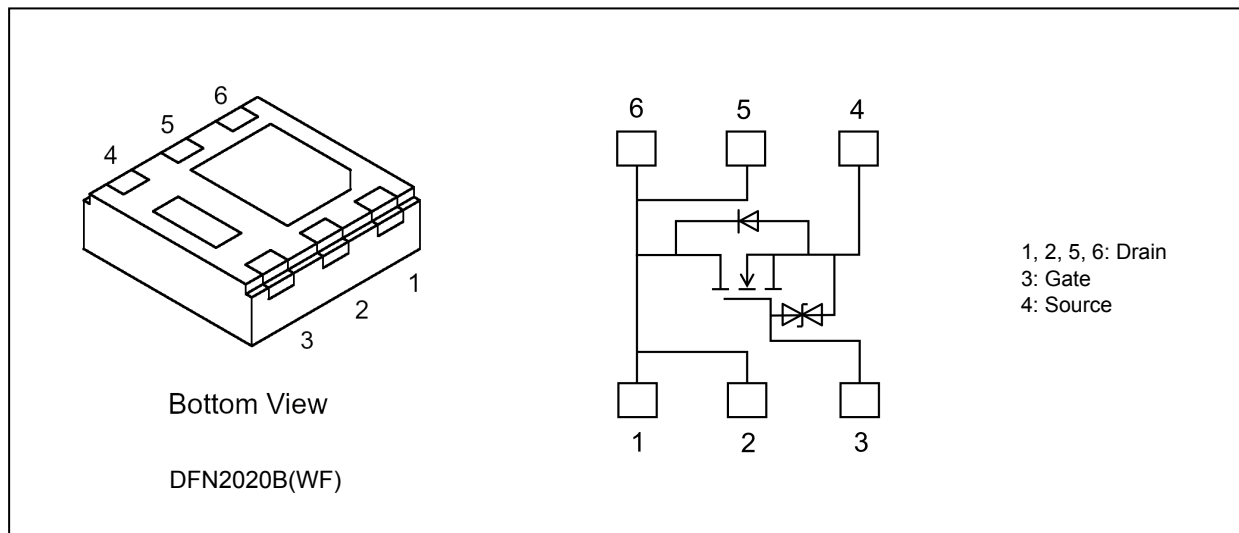 6
5
4
3
2
1
Bottom View
DFN2020B(WF)
6 5 4
1 2 3
1, 2, 5, 6: Drain
3: Gate
4: Source